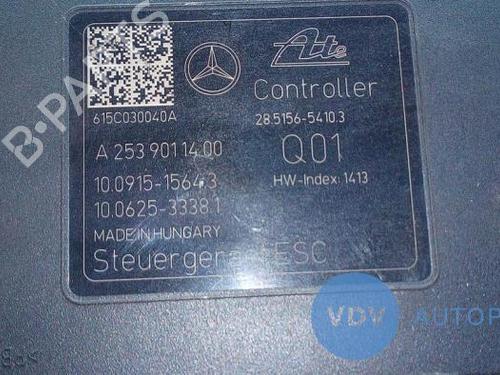 Ate
Controller
615C030040A
28.5156-5410.3
A 253 901 14 00
Q01
10.0915-1564.3
HW-Index: 1413
10.0625-3338.1
MADE IN HUNGARY
Steuergerät ESC
VDV
AUTOP
B-PARTS